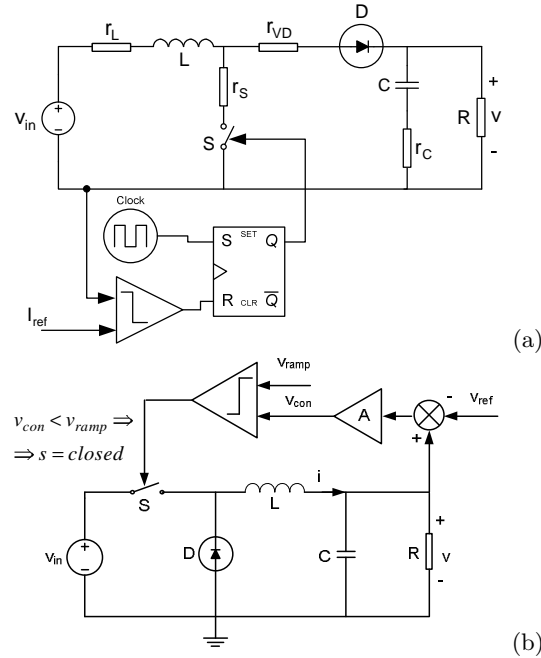 r_L
L
r_VD
D
v_in
r_S
S
C
r_C
R
+
v
-
Clock
S SET Q
R CLR Q̅
I_ref
(a)
v_ramp
v_con
A
-
v_ref
+
v_con < v_ramp ⇒
⇒ s = closed
S
L
i
v_in
D
C
R
+
v
-
(b)